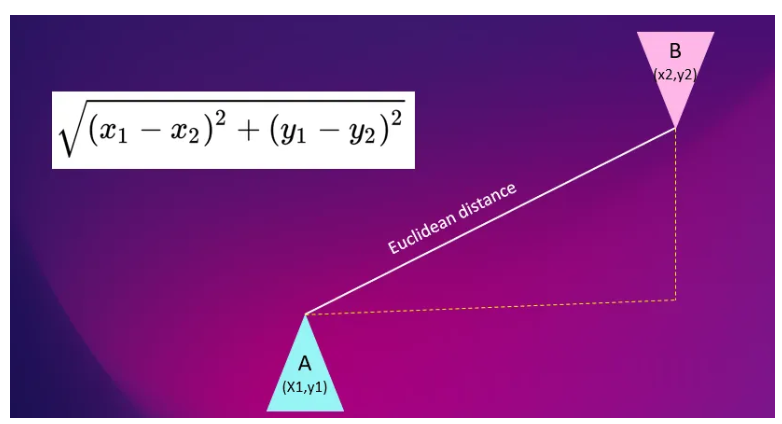 √(x₁ − x₂)² + (y₁ − y₂)²
B
(x2,y2)
Euclidean distance
A
(X1,y1)